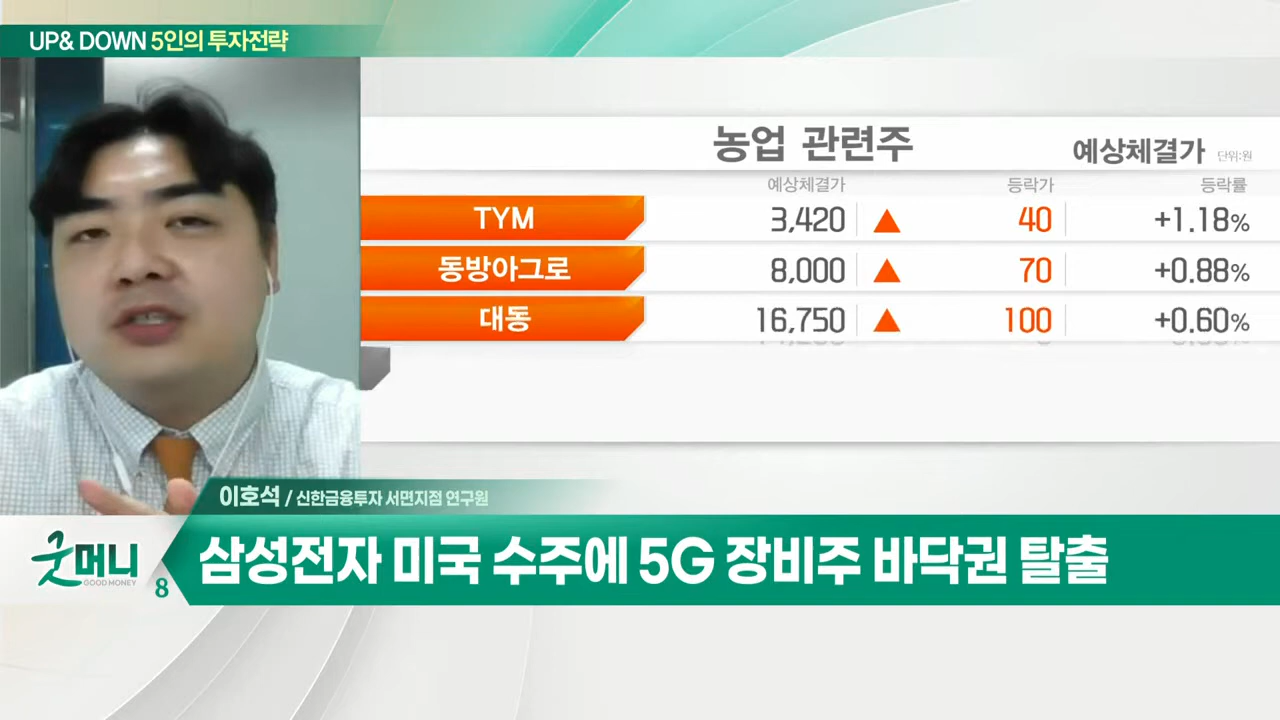 UP& DOWN 5인의 투자전략
농업 관련주 예상체결가 단위:원
예상체결가 등락가 등락률
TYM 3,420 ▲ 40 +1.18%
동방아그로 8,000 ▲ 70 +0.88%
대동 16,750 ▲ 100 +0.60%
이호석 / 신한금융투자 서면지점 연구원
굿머니
GOOD MONEY
8
삼성전자 미국 수주에 5G 장비주 바닥권 탈출